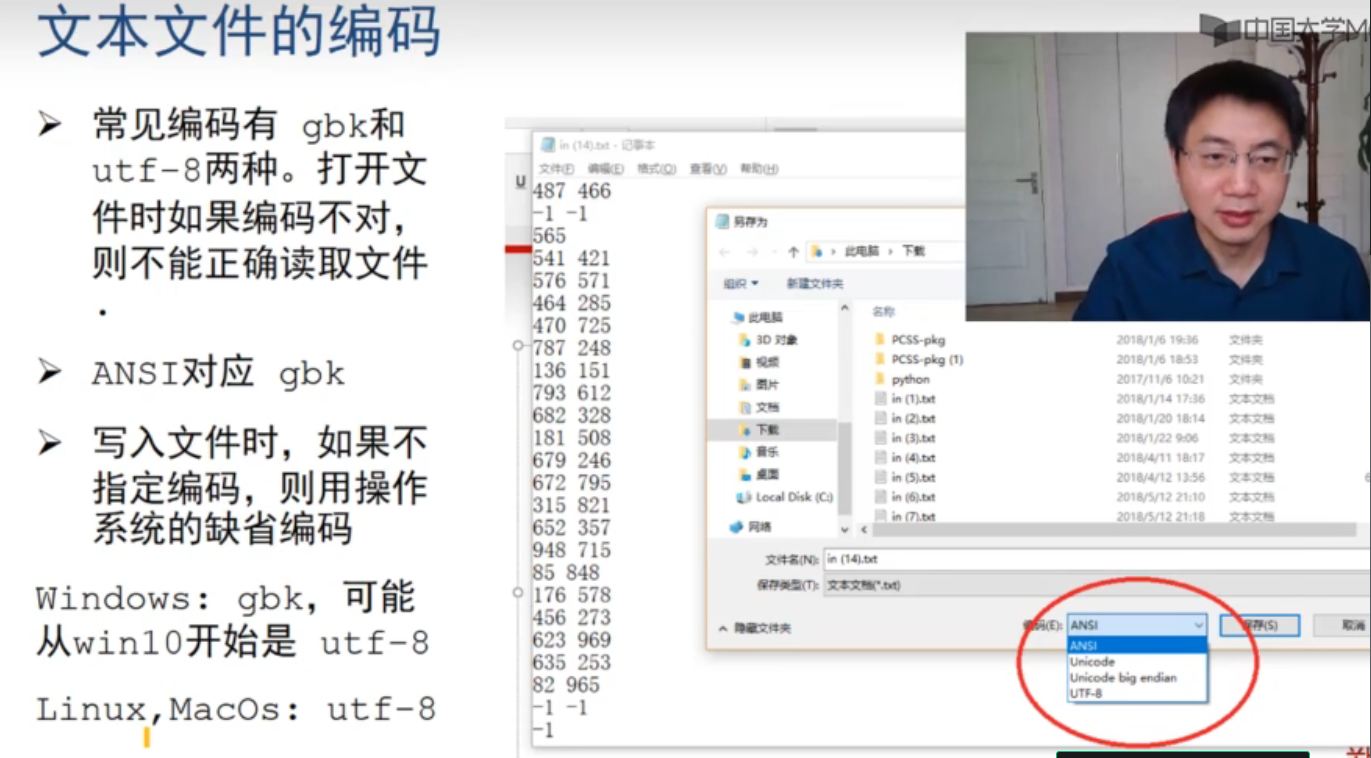 文本文件的编码
中国大学M
➢ 常见编码有 gbk和
utf-8两种。打开文
件时如果编码不对，
则不能正确读取文件
.
➢ ANSI对应 gbk
➢ 写入文件时，如果不
指定编码，则用操作
系统的缺省编码
Windows: gbk，可能
从win10开始是 utf-8
Linux,MacOs: utf-8
U
in (14).txt - 记事本
文件(F) 编辑(E) 格式(O) 查看(V) 帮助(H)
487 466
-1 -1
565
541 421
576 571
464 285
470 725
787 248
136 151
793 612
682 328
181 508
679 246
672 795
315 821
652 357
948 715
85 848
176 578
456 273
623 969
635 253
82 965
-1 -1
-1
另存为
此电脑 › 下载
组织 新建文件夹
此电脑
3D 对象
视频
图片
文档
下载
音乐
桌面
Local Disk (C:)
网络
名称
PCSS-pkg 2018/1/6 19:36 文件夹
PCSS-pkg (1) 2018/1/6 18:53 文件夹
python 2017/11/6 10:21 文件夹
in (1).txt 2018/1/14 17:36 文本文档
in (2).txt 2018/1/20 18:14 文本文档
in (3).txt 2018/1/22 9:06 文本文档
in (4).txt 2018/4/11 18:17 文本文档
in (5).txt 2018/4/12 13:56 文本文档
in (6).txt 2018/5/12 21:10 文本文档
in (7).txt 2018/5/12 21:18 文本文档
文件名(N): in (14).txt
保存类型(T): 文本文档(*.txt)
隐藏文件夹
编码(E): ANSI
保存(S)
取消
ANSI
Unicode
Unicode big endian
UTF-8